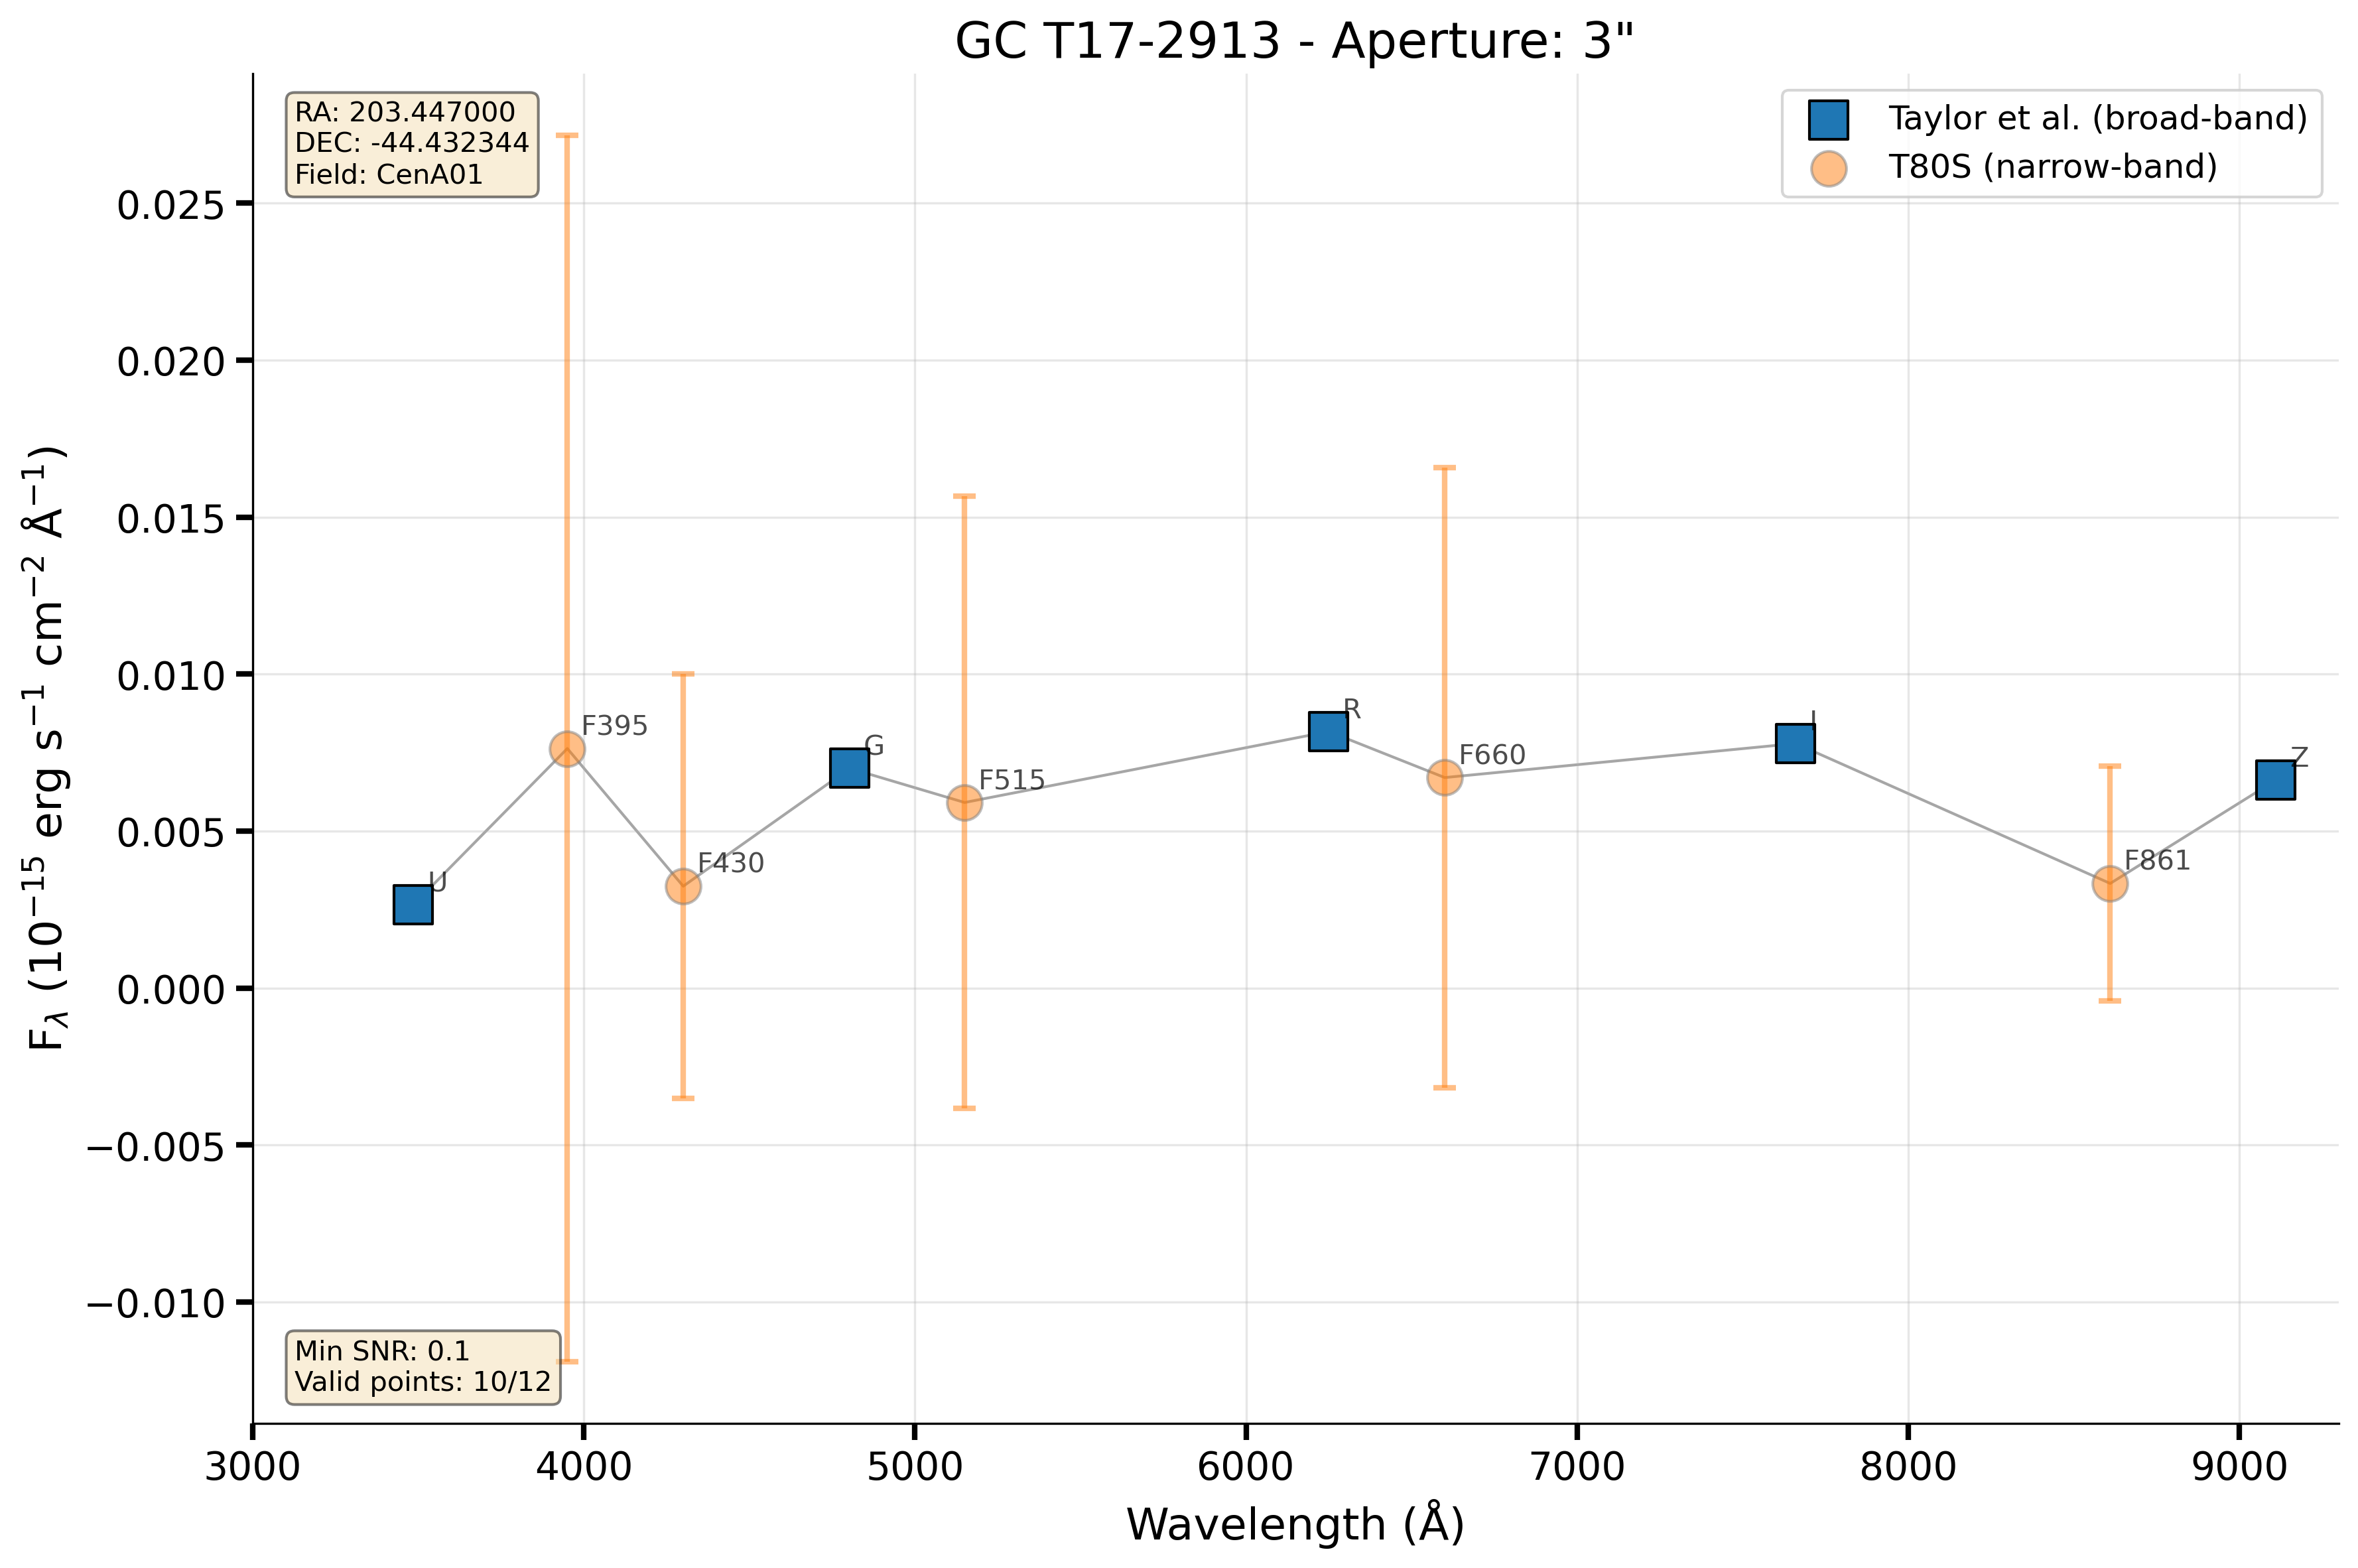 GC T17-2913 - Aperture: 3"
RA: 203.447000
DEC: -44.432344
Field: CenA01
Taylor et al. (broad-band)
T80S (narrow-band)
F_λ (10⁻¹⁵ erg s⁻¹ cm⁻² Å⁻¹)
0.025
0.020
0.015
0.010
0.005
0.000
−0.005
−0.010
U
F395
F430
G
F515
R
F660
I
F861
Z
Min SNR: 0.1
Valid points: 10/12
3000
4000
5000
6000
7000
8000
9000
Wavelength (Å)